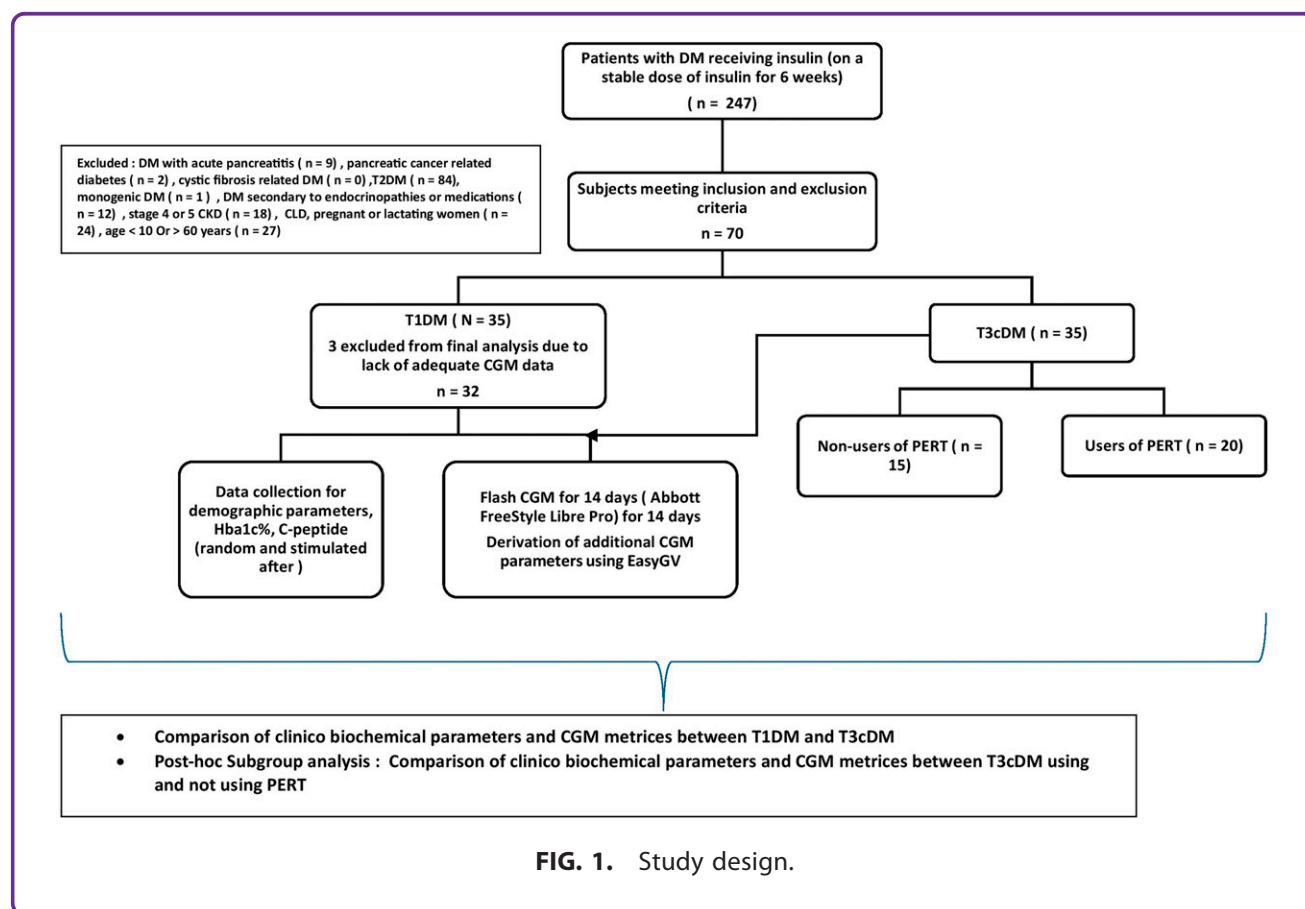 Patients with DM receiving insulin (on a
stable dose of insulin for 6 weeks)
( n = 247)
Excluded : DM with acute pancreatitis ( n = 9) , pancreatic cancer related
diabetes ( n = 2) , cystic fibrosis related DM ( n = 0) ,T2DM ( n = 84),
monogenic DM ( n = 1 ) , DM secondary to endocrinopathies or medications (
n = 12) , stage 4 or 5 CKD ( n = 18) , CLD, pregnant or lactating women ( n =
24) , age < 10 Or > 60 years ( n = 27)
Subjects meeting inclusion and exclusion
criteria
n = 70
T1DM ( N = 35)
3 excluded from final analysis due to
lack of adequate CGM data
n = 32
T3cDM ( n = 35)
Non-users of PERT ( n =
15)
Users of PERT ( n = 20)
Data collection for
demographic parameters,
Hba1c%, C-peptide
(random and stimulated
after )
Flash CGM for 14 days ( Abbott
FreeStyle Libre Pro) for 14 days
Derivation of additional CGM
parameters using EasyGV
• Comparison of clinico biochemical parameters and CGM metrices between T1DM and T3cDM
• Post-hoc Subgroup analysis : Comparison of clinico biochemical parameters and CGM metrices between T3cDM using
and not using PERT
FIG. 1. Study design.